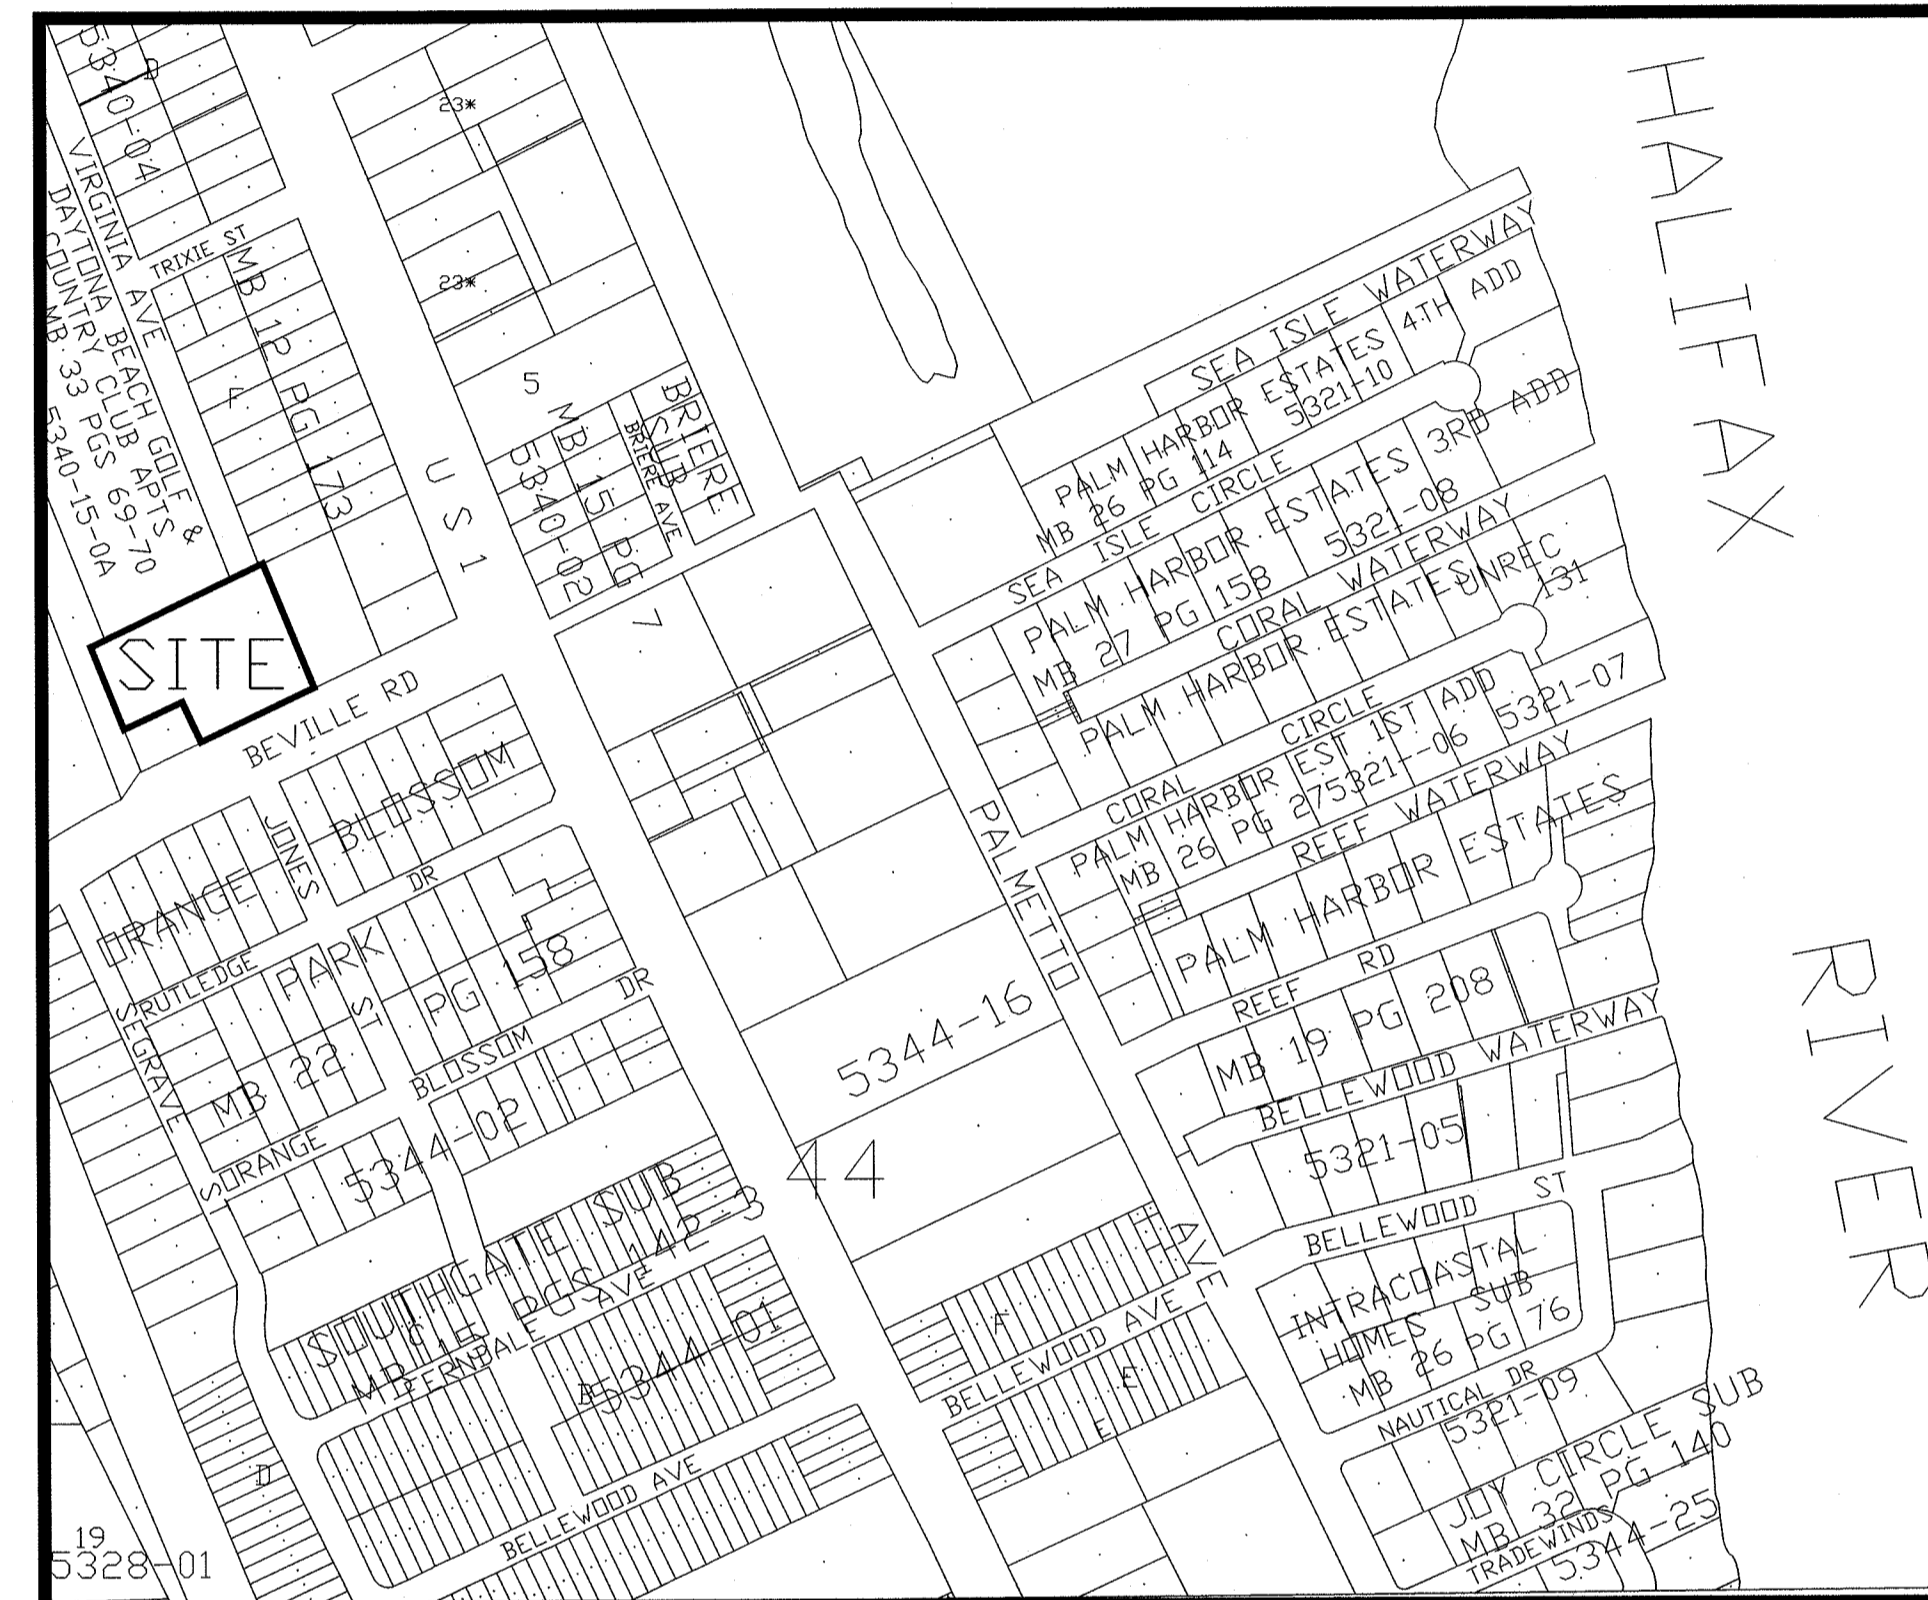 5340-04
D
VIRGINIA AVE
DAYTONA BEACH GOLF &
COUNTRY CLUB APTS
MB 33 PGS 69-70
5340-15-0A
TRIXIE ST
MB 12 PG 173
A
23*
23*
5
US 1
MB 15 PG
5340-02
BRIERE
SUB
BRIERE AVE
7
SITE
BEVILLE RD
ORANGE BLOSSOM
JONES ST
RUTLEDGE DR
PARK
MB 22 PG 158
S SEGRAVE
ORANGE BLOSSOM DR
5344-02
SOUTHGATE SUB
MB 15 PGS 142-3
C
FERNDALE AVE
B
5344-01
D
BELLEWOOD AVE
19
5328-01
HALIFAX RIVER
SEA ISLE WATERWAY
PALM HARBOR ESTATES 4TH ADD
MB 26 PG 114 5321-10
SEA ISLE CIRCLE
PALM HARBOR ESTATES 3RD ADD
MB 27 PG 158 5321-08
CORAL WATERWAY
PALM HARBOR ESTATES UNREC
131
CORAL CIRCLE
PALM HARBOR EST 1ST ADD 5321-07
MB 26 PG 275321--06
REEF WATERWAY
PALM HARBOR ESTATES
REEF RD
MB 19 PG 208
BELLEWOOD WATERWAY
5321-05
BELLEWOOD ST
PALMETTO AVE
5344-16
44
INTRACOASTAL
HOMES SUB
MB 26 PG 76
NAUTICAL DR
5321-09
F
BELLEWOOD AVE
E
E
JOY CIRCLE SUB
MB 32 PG 140
TRADEWINDS
5344-25